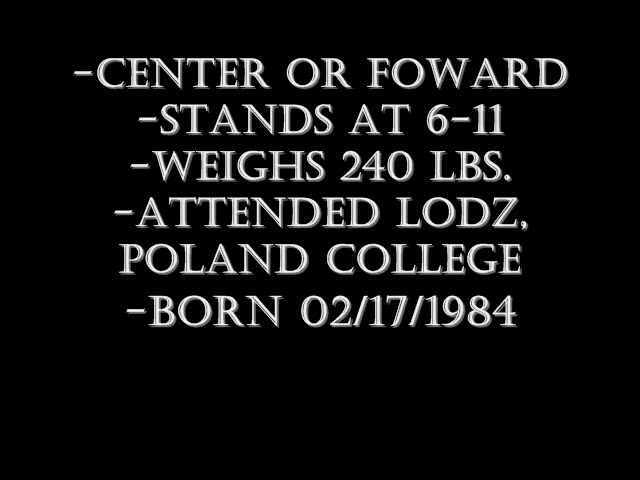 -CENTER OR FOWARD
-STANDS AT 6-11
-WEIGHS 240 LBS.
-ATTENDED LODZ,
POLAND COLLEGE
-BORN 02/17/1984